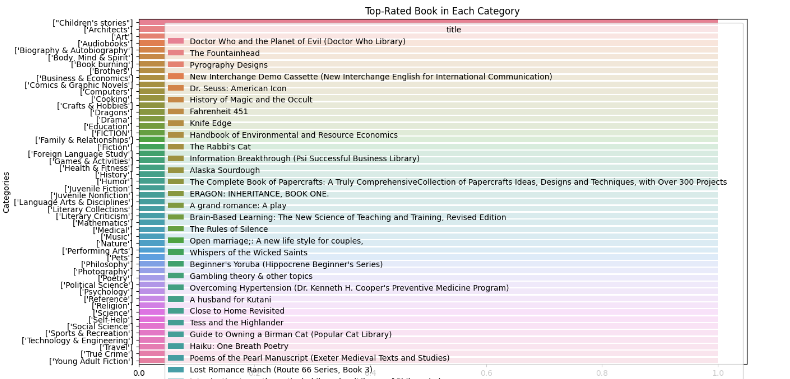 Top-Rated Book in Each Category
Categories
["Children's stories"]
['Architects']
['Art']
['Audiobooks']
['Biography & Autobiography']
['Body, Mind & Spirit']
['Book burning']
['Brothers']
['Business & Economics']
['Comics & Graphic Novels']
['Computers']
['Cooking']
['Crafts & Hobbies']
['Dragons']
['Drama']
['Education']
['FICTION']
['Family & Relationships']
['Fiction']
['Foreign Language Study']
['Games & Activities']
['Health & Fitness']
['History']
['Humor']
['Juvenile Fiction']
['Juvenile Nonfiction']
['Language Arts & Disciplines']
['Literary Collections']
['Literary Criticism']
['Mathematics']
['Medical']
['Music']
['Nature']
['Performing Arts']
['Pets']
['Philosophy']
['Photography']
['Poetry']
['Political Science']
['Psychology']
['Reference']
['Religion']
['Science']
['Self-Help']
['Social Science']
['Sports & Recreation']
['Technology & Engineering']
['Travel']
['True Crime']
['Young Adult Fiction']
title
Doctor Who and the Planet of Evil (Doctor Who Library)
The Fountainhead
Pyrography Designs
New Interchange Demo Cassette (New Interchange English for International Communication)
Dr. Seuss: American Icon
History of Magic and the Occult
Fahrenheit 451
Knife Edge
Handbook of Environmental and Resource Economics
The Rabbi's Cat
Information Breakthrough (Psi Successful Business Library)
Alaska Sourdough
The Complete Book of Papercrafts: A Truly ComprehensiveCollection of Papercrafts Ideas, Designs and Techniques, with Over 300 Projects
ERAGON: INHERITANCE, BOOK ONE.
A grand romance: A play
Brain-Based Learning: The New Science of Teaching and Training, Revised Edition
The Rules of Silence
Open marriage;: A new life style for couples,
Whispers of the Wicked Saints
Beginner's Yoruba (Hippocrene Beginner's Series)
Gambling theory & other topics
Overcoming Hypertension (Dr. Kenneth H. Cooper's Preventive Medicine Program)
A husband for Kutani
Close to Home Revisited
Tess and the Highlander
Guide to Owning a Birman Cat (Popular Cat Library)
Haiku: One Breath Poetry
Poems of the Pearl Manuscript (Exeter Medieval Texts and Studies)
Lost Romance Ranch (Route 66 Series, Book 3)
0.0
0.6
0.8
1.0